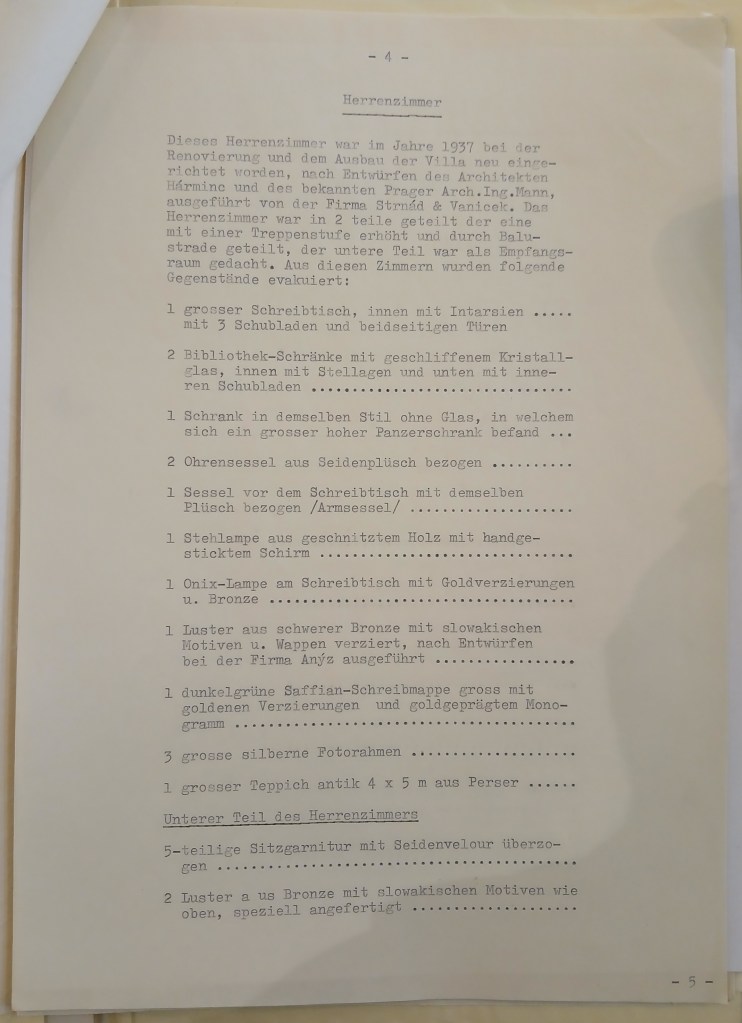 - 4 -
Herrenzimmer
Dieses Herrenzimmer war im Jahre 1937 bei der
Renovierung und dem Ausbau der Villa neu einge-
richtet worden, nach Entwürfen des Architekten
Hárminc und des bekannten Prager Arch.Ing.Mann,
ausgeführt von der Firma Strnád & Vanicek. Das
Herrenzimmer war in 2 teile geteilt der eine
mit einer Treppenstufe erhöht und durch Balu-
strade geteilt, der untere Teil war als Empfangs-
raum gedacht. Aus diesen Zimmern wurden folgende
Gegenstände evakuiert:
1 grosser Schreibtisch, innen mit Intarsien .....
mit 3 Schubladen und beidseitigen Türen
2 Bibliothek-Schränke mit geschliffenem Kristall-
glas, innen mit Stellagen und unten mit inne-
ren Schubladen ................................
1 Schrank in demselben Stil ohne Glas, in welchem
sich ein grosser hoher Panzerschrank befand ...
2 Ohrensessel aus Seidenplüsch bezogen ..........
1 Sessel vor dem Schreibtisch mit demselben
Plüsch bezogen /Armsessel/ ....................
1 Stehlampe aus geschnitztem Holz mit handge-
sticktem Schirm ...............................
1 Onix-Lampe am Schreibtisch mit Goldverzierungen
u. Bronze .....................................
1 Luster aus schwerer Bronze mit slowakischen
Motiven u. Wappen verziert, nach Entwürfen
bei der Firma Anýz ausgeführt .................
1 dunkelgrüne Saffian-Schreibmappe gross mit
goldenen Verzierungen  und goldgeprägtem Mono-
gramm .........................................
3 grosse silberne Fotorahmen ....................
1 grosser Teppich antik 4 x 5 m aus Perser ......
Unterer Teil des Herrenzimmers
5-teilige Sitzgarnitur mit Seidenvelour überzo-
gen ...........................................
2 Luster a us Bronze mit slowakischen Motiven wie
oben, speziell angefertigt ....................
- 5 -